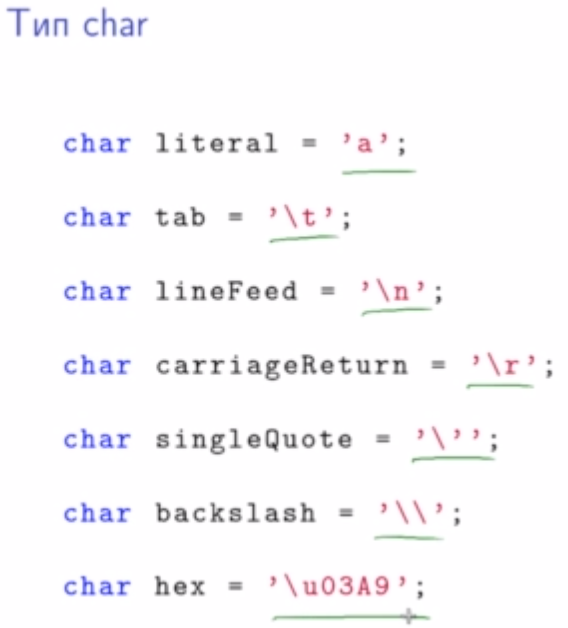 Тип char
char literal = 'a';
char tab = '\t';
char lineFeed = '\n';
char carriageReturn = '\r';
char singleQuote = '\'';
char backslash = '\\';
char hex = '\u03A9';